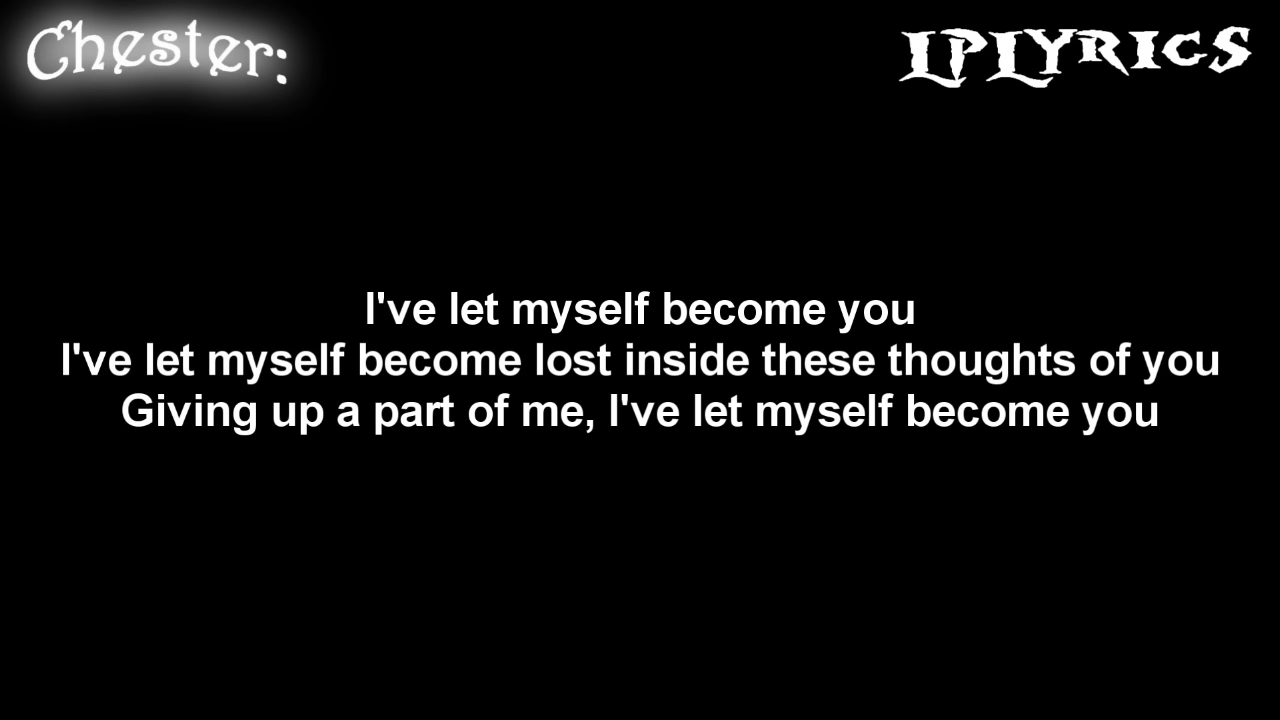 Chester:
LPLYRICS
I've let myself become you
I've let myself become lost inside these thoughts of you
Giving up a part of me, I've let myself become you